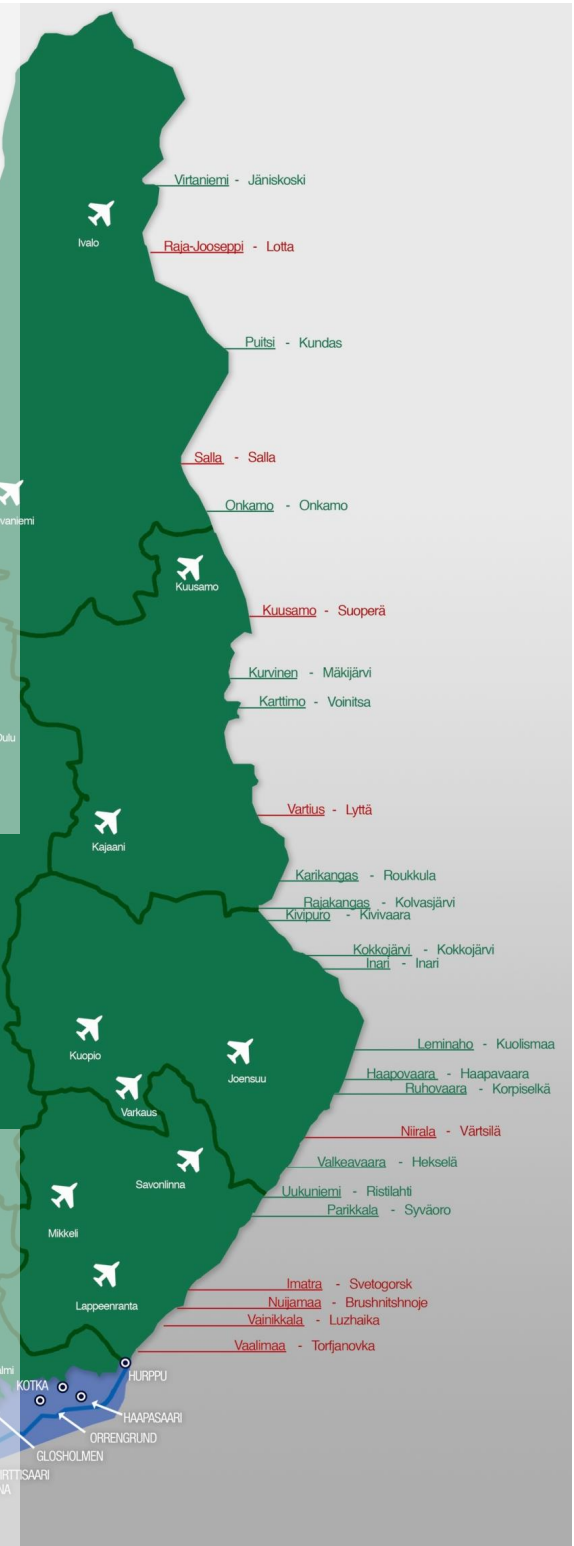 Virtaniemi - Jäniskoski
Ivalo
Raja-Jooseppi - Lotta
Puitsi - Kundas
Salla - Salla
Onkamo - Onkamo
vaniemi
Kuusamo
Kuusamo - Suoperä
Kurvinen - Mäkijärvi
Karttimo - Voinitsa
Oulu
Vartius - Lyttä
Kajaani
Karikangas - Roukkula
Rajakangas - Kolvasjärvi
Kivipuro - Kivivaara
Kokkojärvi - Kokkojärvi
Inari - Inari
Kuopio
Leminaho - Kuolismaa
Joensuu
Haapovaara - Haapavaara
Ruhovaara - Korpiselkä
Varkaus
Niirala - Värtsilä
Valkeavaara - Hekselä
Savonlinna
Uukuniemi - Ristilahti
Parikkala - Syväoro
Mikkeli
Imatra - Svetogorsk
Nuijamaa - Brushnitshnoje
Lappeenranta
Vainikkala - Luzhaika
Vaalimaa - Torfjanovka
almi
HURPPU
KOTKA
HAAPASAARI
ORRENGRUND
GLOSHOLMEN
IRTTISAARI
NA